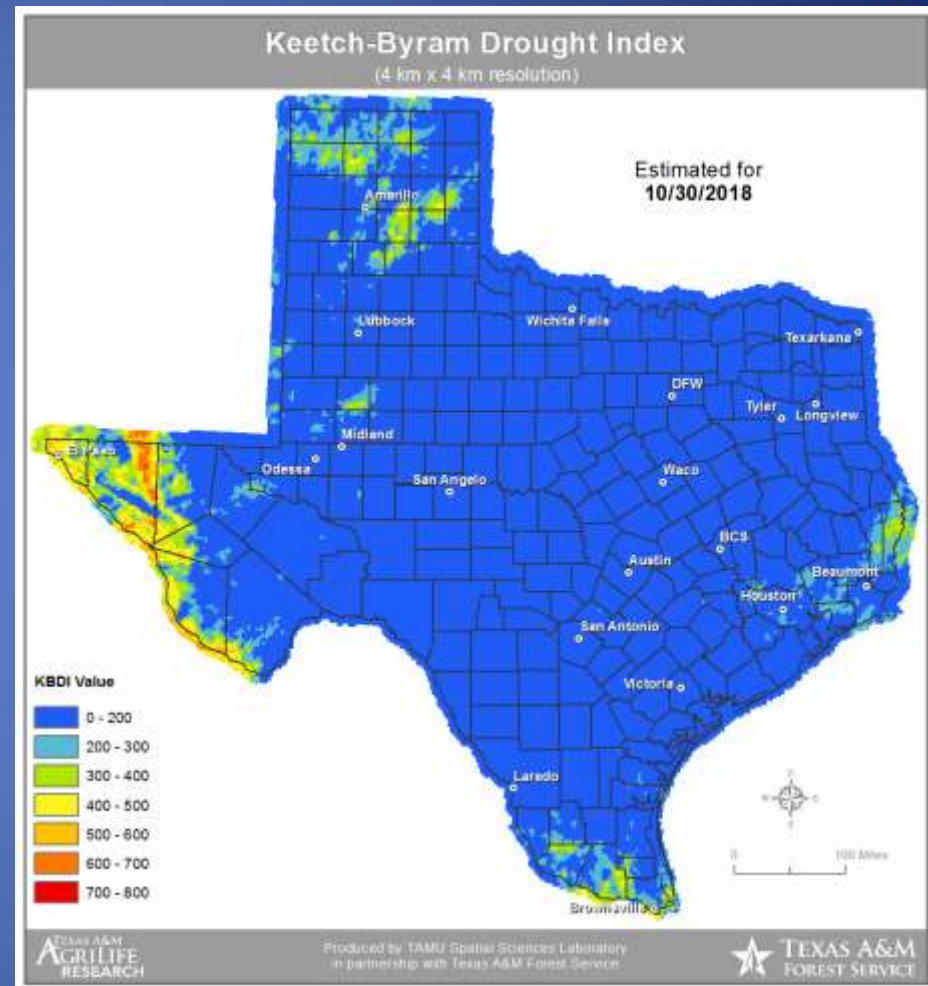 Keetch-Byram Drought Index
(4 km x 4 km resolution)
Estimated for
10/30/2018
Amarillo
Lubbock
Wichita Falls
Texarkana
DFW
Tyler
Longview
Midland
El Paso
Odessa
San Angelo
Waco
BCS
Austin
Beaumont
Houston
San Antonio
Victoria
KBDI Value
0 - 200
200 - 300
300 - 400
400 - 500
500 - 600
600 - 700
700 - 800
Laredo
Brownsville
0 100 Miles
TEXAS A&M
AGRILIFE
RESEARCH
Produced by TAMU Spatial Sciences Laboratory
in partnership with Texas A&M Forest Service
TEXAS A&M
FOREST SERVICE